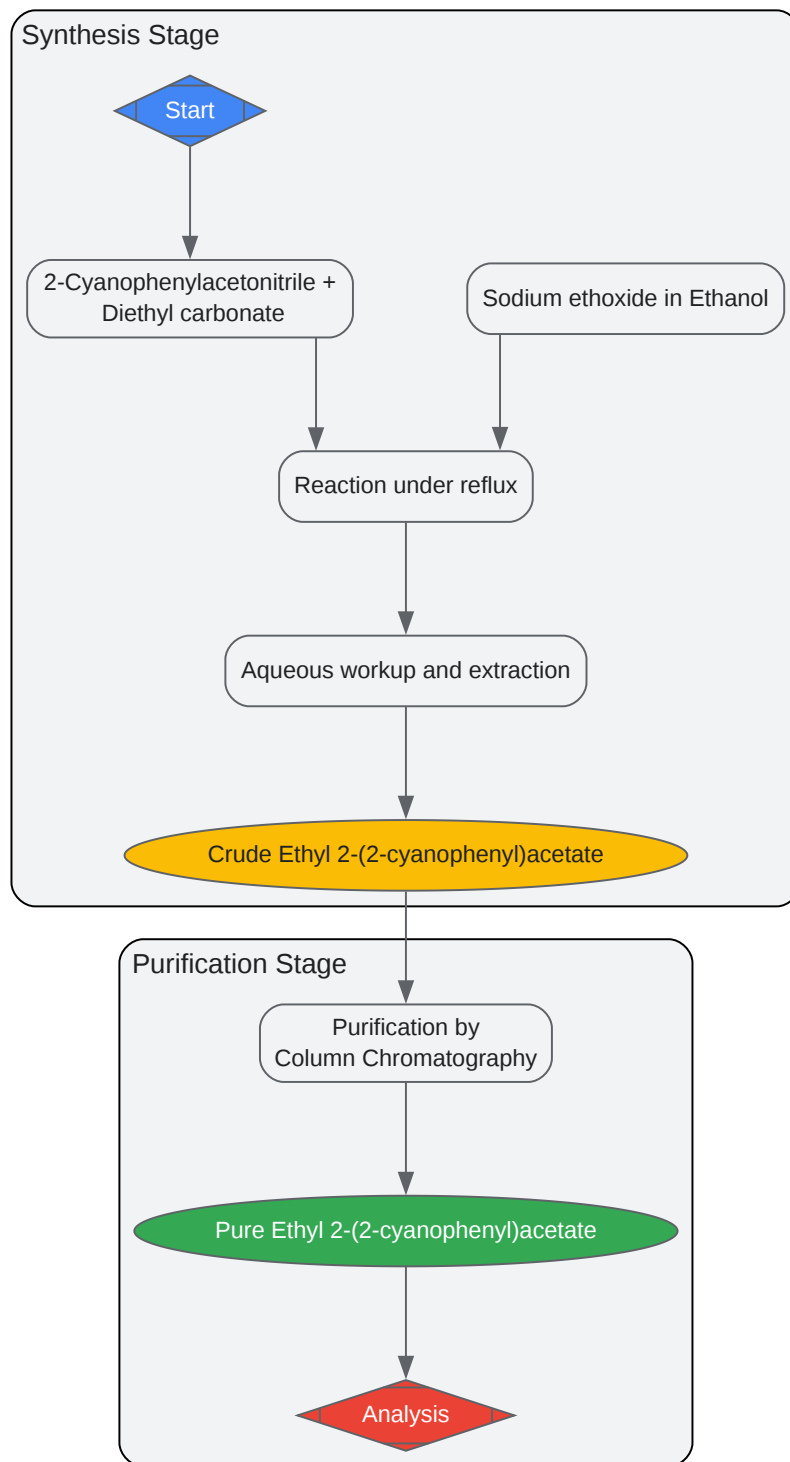 Synthesis Stage
Start
2-Cyanophenylacetonitrile +
Diethyl carbonate
Sodium ethoxide in Ethanol
Reaction under reflux
Aqueous workup and extraction
Crude Ethyl 2-(2-cyanophenyl)acetate
Purification Stage
Purification by
Column Chromatography
Pure Ethyl 2-(2-cyanophenyl)acetate
Analysis